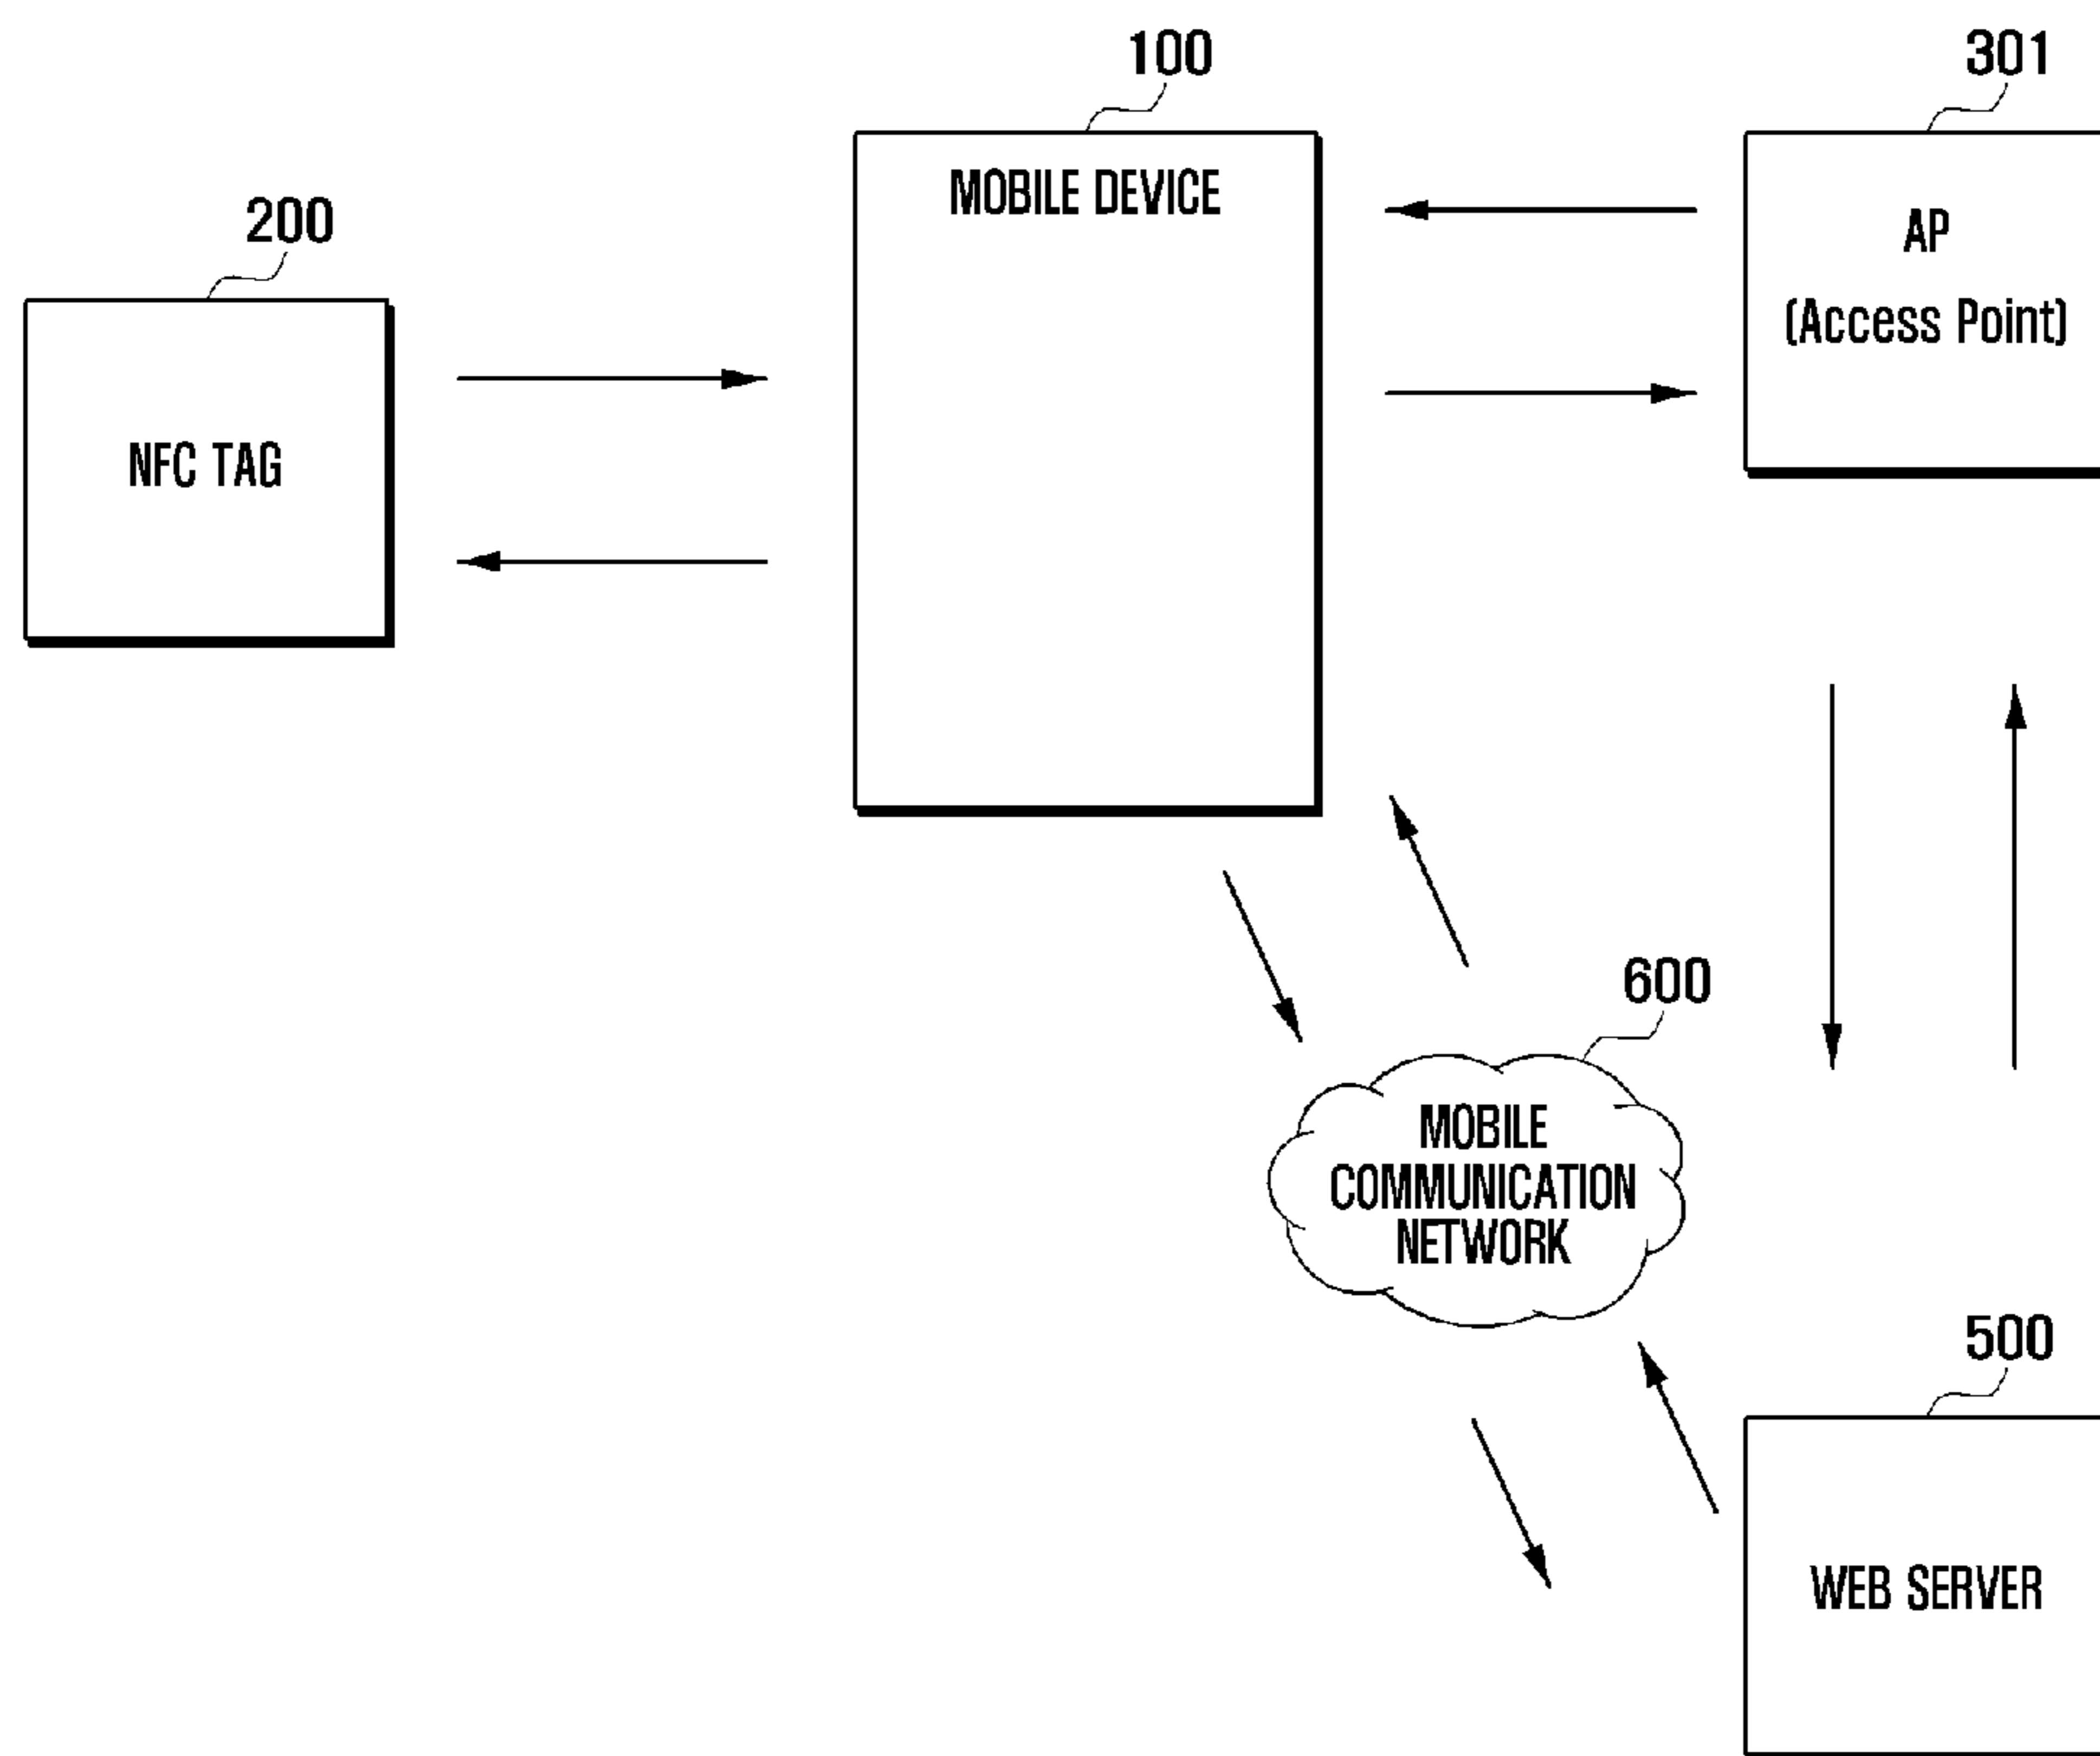 100
301
200
MOBILE DEVICE
AP
(Access Point)
NFC TAG
600
MOBILE
COMMUNICATION
NETWORK
500
WEB SERVER